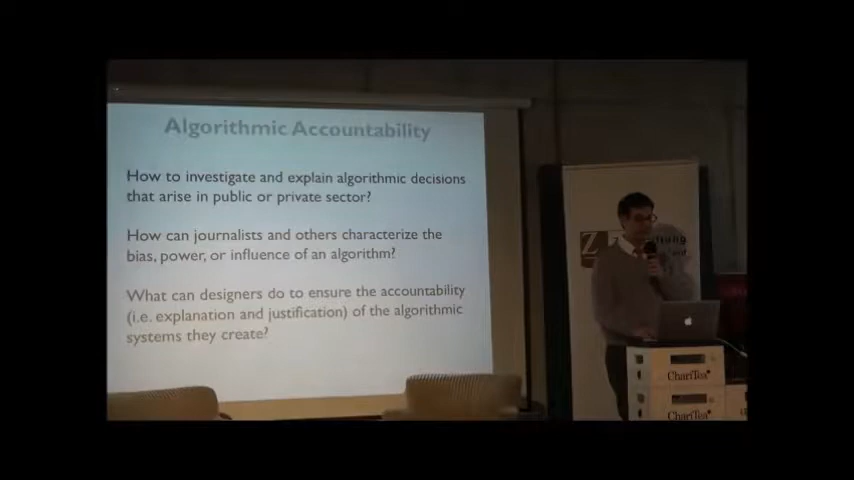 Algorithmic Accountability
How to investigate and explain algorithmic decisions
that arise in public or private sector?
How can journalists and others characterize the
bias, power, or influence of an algorithm?
What can designers do to ensure the accountability
(i.e. explanation and justification) of the algorithmic
systems they create?
Z
ChariTea
ChariTea